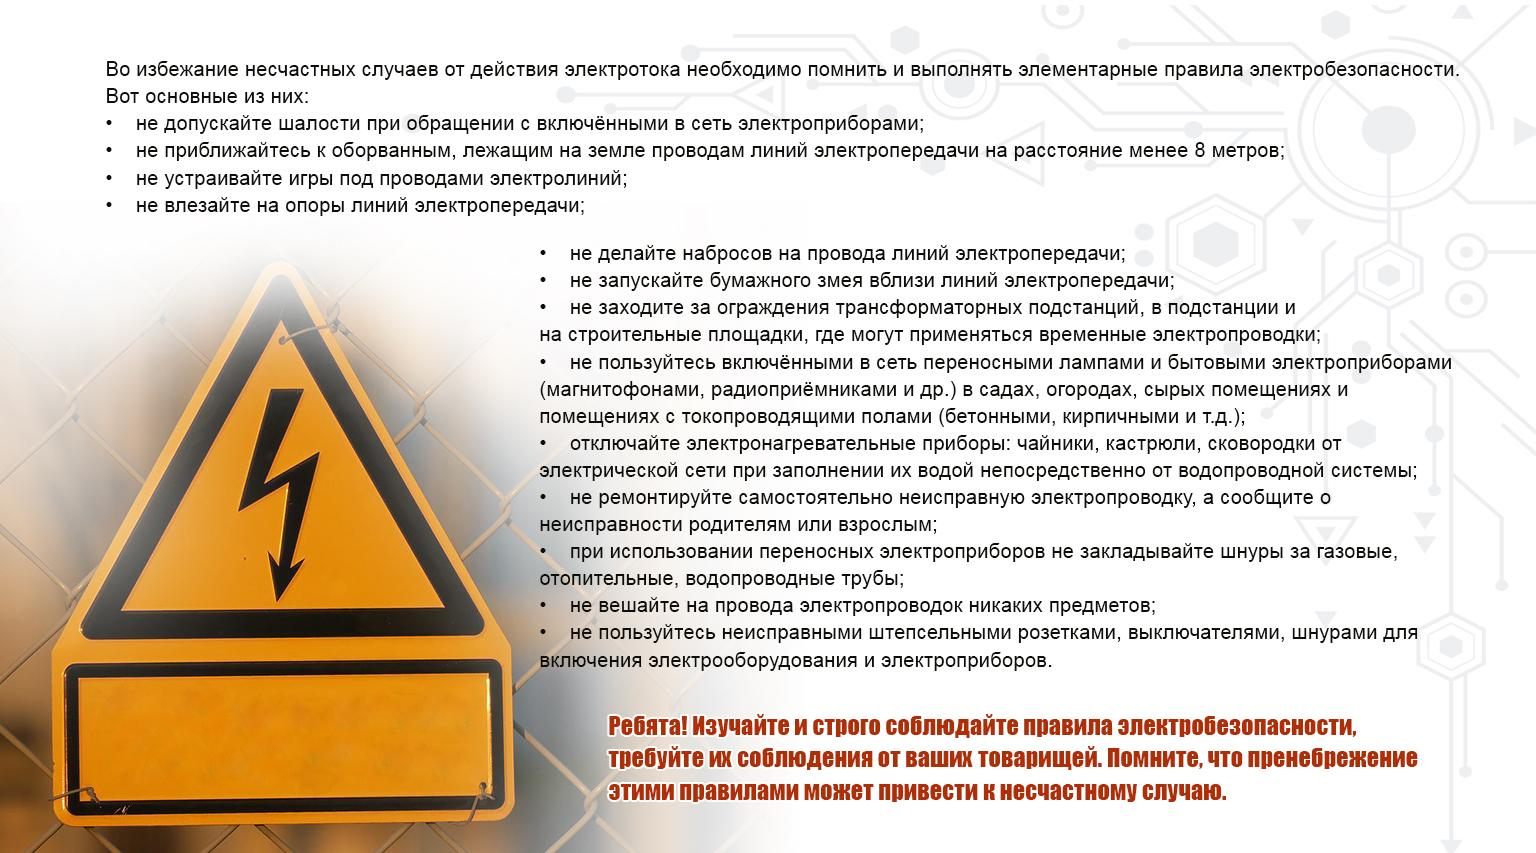 Во избежание несчастных случаев от действия электротока необходимо помнить и выполнять элементарные правила электробезопасности.
Вот основные из них:
• не допускайте шалости при обращении с включёнными в сеть электроприборами;
• не приближайтесь к оборванным, лежащим на земле проводам линий электропередачи на расстояние менее 8 метров;
• не устраивайте игры под проводами электролиний;
• не влезайте на опоры линий электропередачи;
• не делайте набросов на провода линий электропередачи;
• не запускайте бумажного змея вблизи линий электропередачи;
• не заходите за ограждения трансформаторных подстанций, в подстанции и
на строительные площадки, где могут применяться временные электропроводки;
• не пользуйтесь включёнными в сеть переносными лампами и бытовыми электроприборами
(магнитофонами, радиоприёмниками и др.) в садах, огородах, сырых помещениях и
помещениях с токопроводящими полами (бетонными, кирпичными и т.д.);
• отключайте электронагревательные приборы: чайники, кастрюли, сковородки от
электрической сети при заполнении их водой непосредственно от водопроводной системы;
• не ремонтируйте самостоятельно неисправную электропроводку, а сообщите о
неисправности родителям или взрослым;
• при использовании переносных электроприборов не закладывайте шнуры за газовые,
отопительные, водопроводные трубы;
• не вешайте на провода электропроводок никаких предметов;
• не пользуйтесь неисправными штепсельными розетками, выключателями, шнурами для
включения электрооборудования и электроприборов.
Ребята! Изучайте и строго соблюдайте правила электробезопасности,
требуйте их соблюдения от ваших товарищей. Помните, что пренебрежение
этими правилами может привести к несчастному случаю.